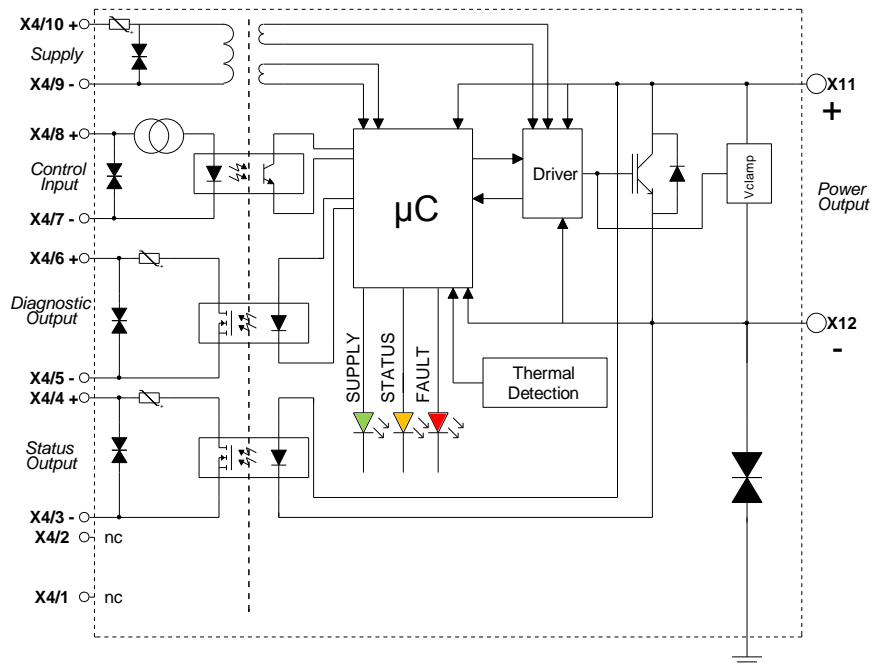 X4/10 +
Supply
X4/9 -
X4/8 +
Control
Input
X4/7 -
X4/6 +
Diagnostic
Output
X4/5 -
X4/4 +
Status
Output
X4/3 -
X4/2 nc
X4/1 nc
µC
Driver
Vclamp
X11
+
Power
Output
X12
-
SUPPLY
STATUS
FAULT
Thermal
Detection